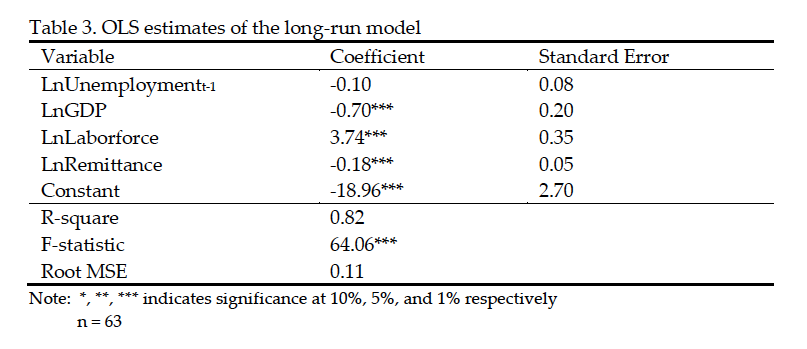 Table 3. OLS estimates of the long-run model
Variable Coefficient Standard Error
LnUnemploymentt-1 -0.10 0.08
LnGDP -0.70*** 0.20
LnLaborforce 3.74*** 0.35
LnRemittance -0.18*** 0.05
Constant -18.96*** 2.70
R-square 0.82
F-statistic 64.06***
Root MSE 0.11
Note: *, **, *** indicates significance at 10%, 5%, and 1% respectively
n = 63